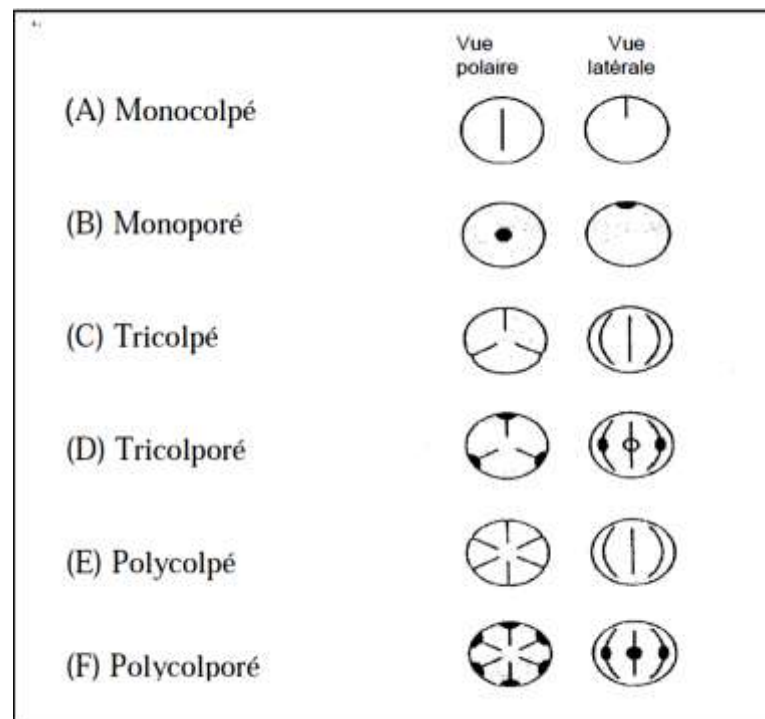 Vue polaire
Vue latérale
(A) Monocolpé
(B) Monoporé
(C) Tricolpé
(D) Tricolporé
(E) Polycolpé
(F) Polycolporé